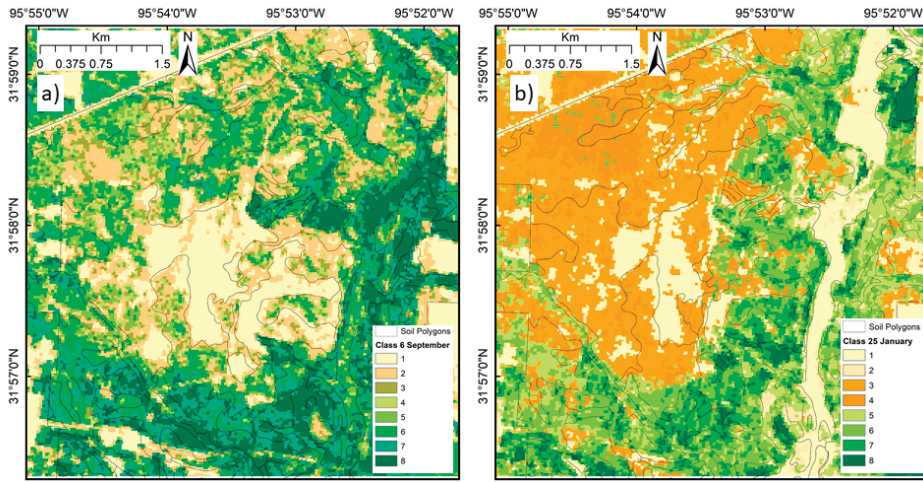 95°55'0"W 95°54'0"W 95°53'0"W 95°52'0"W
31°59'0"N
31°58'0"N
31°57'0"N
Km
0 0.375 0.75 1.5
N
a)
Soil Polygons
Class 6 September
1
2
3
4
5
6
7
8
95°55'0"W 95°54'0"W 95°53'0"W 95°52'0"W
31°59'0"N
31°58'0"N
31°57'0"N
Km
0 0.375 0.75 1.5
N
b)
Soil Polygons
Class 25 January
1
2
3
4
5
6
7
8